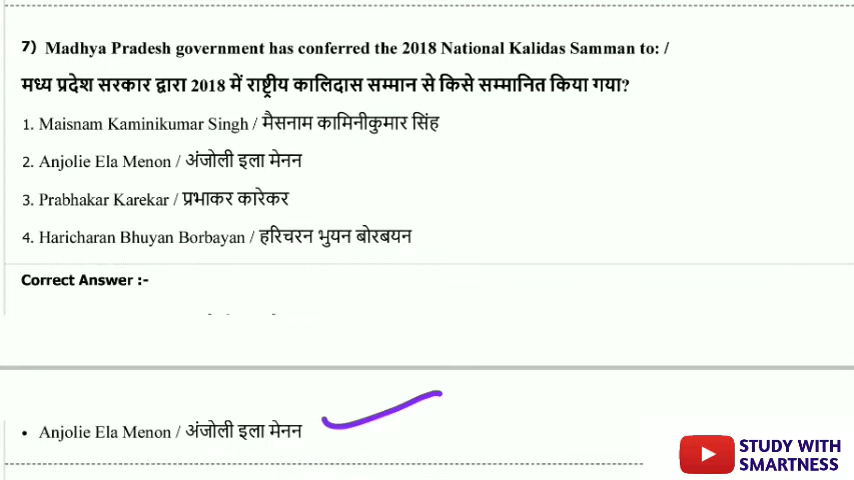 7) Madhya Pradesh government has conferred the 2018 National Kalidas Samman to: /
मध्य प्रदेश सरकार द्वारा 2018 में राष्ट्रीय कालिदास सम्मान से किसे सम्मानित किया गया?
1. Maisnam Kaminikumar Singh / मैसनाम कामिनीकुमार सिंह
2. Anjolie Ela Menon / अंजोली इला मेनन
3. Prabhakar Karekar / प्रभाकर कारेकर
4. Haricharan Bhuyan Borbayan / हरिचरन भुयन बोरबयन
Correct Answer :-
• Anjolie Ela Menon / अंजोली इला मेनन
STUDY WITH
SMARTNESS